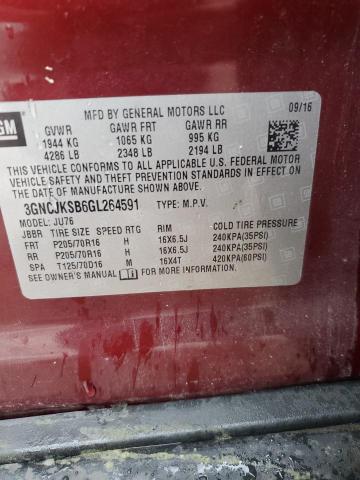 GM
MFD BY GENERAL MOTORS LLC 09/16
GVWR GAWR FRT GAWR RR
1944 KG 1065 KG 995 KG
4286 LB 2348 LB 2194 LB
THIS VEHICLE CONFORMS TO ALL APPLICABLE U.S. FEDERAL MOTOR
VEHICLE SAFETY, BUMPER, AND THEFT PREVENTION STANDARDS IN EFFECT ON THE
DATE OF MANUFACTURE SHOWN ABOVE.
3GNCJKSB6GL264591 TYPE: M.P.V.
MODEL: JU76
JBBR TIRE SIZE SPEED RTG RIM COLD TIRE PRESSURE
FRT P205/70R16 H 16X6.5J 240KPA(35PSI)
RR P205/70R16 H 16X6.5J 240KPA(35PSI)
SPA T125/70D16 M 16X4T 420KPA(60PSI)
SEE OWNER'S MANUAL FOR MORE INFORMATION.